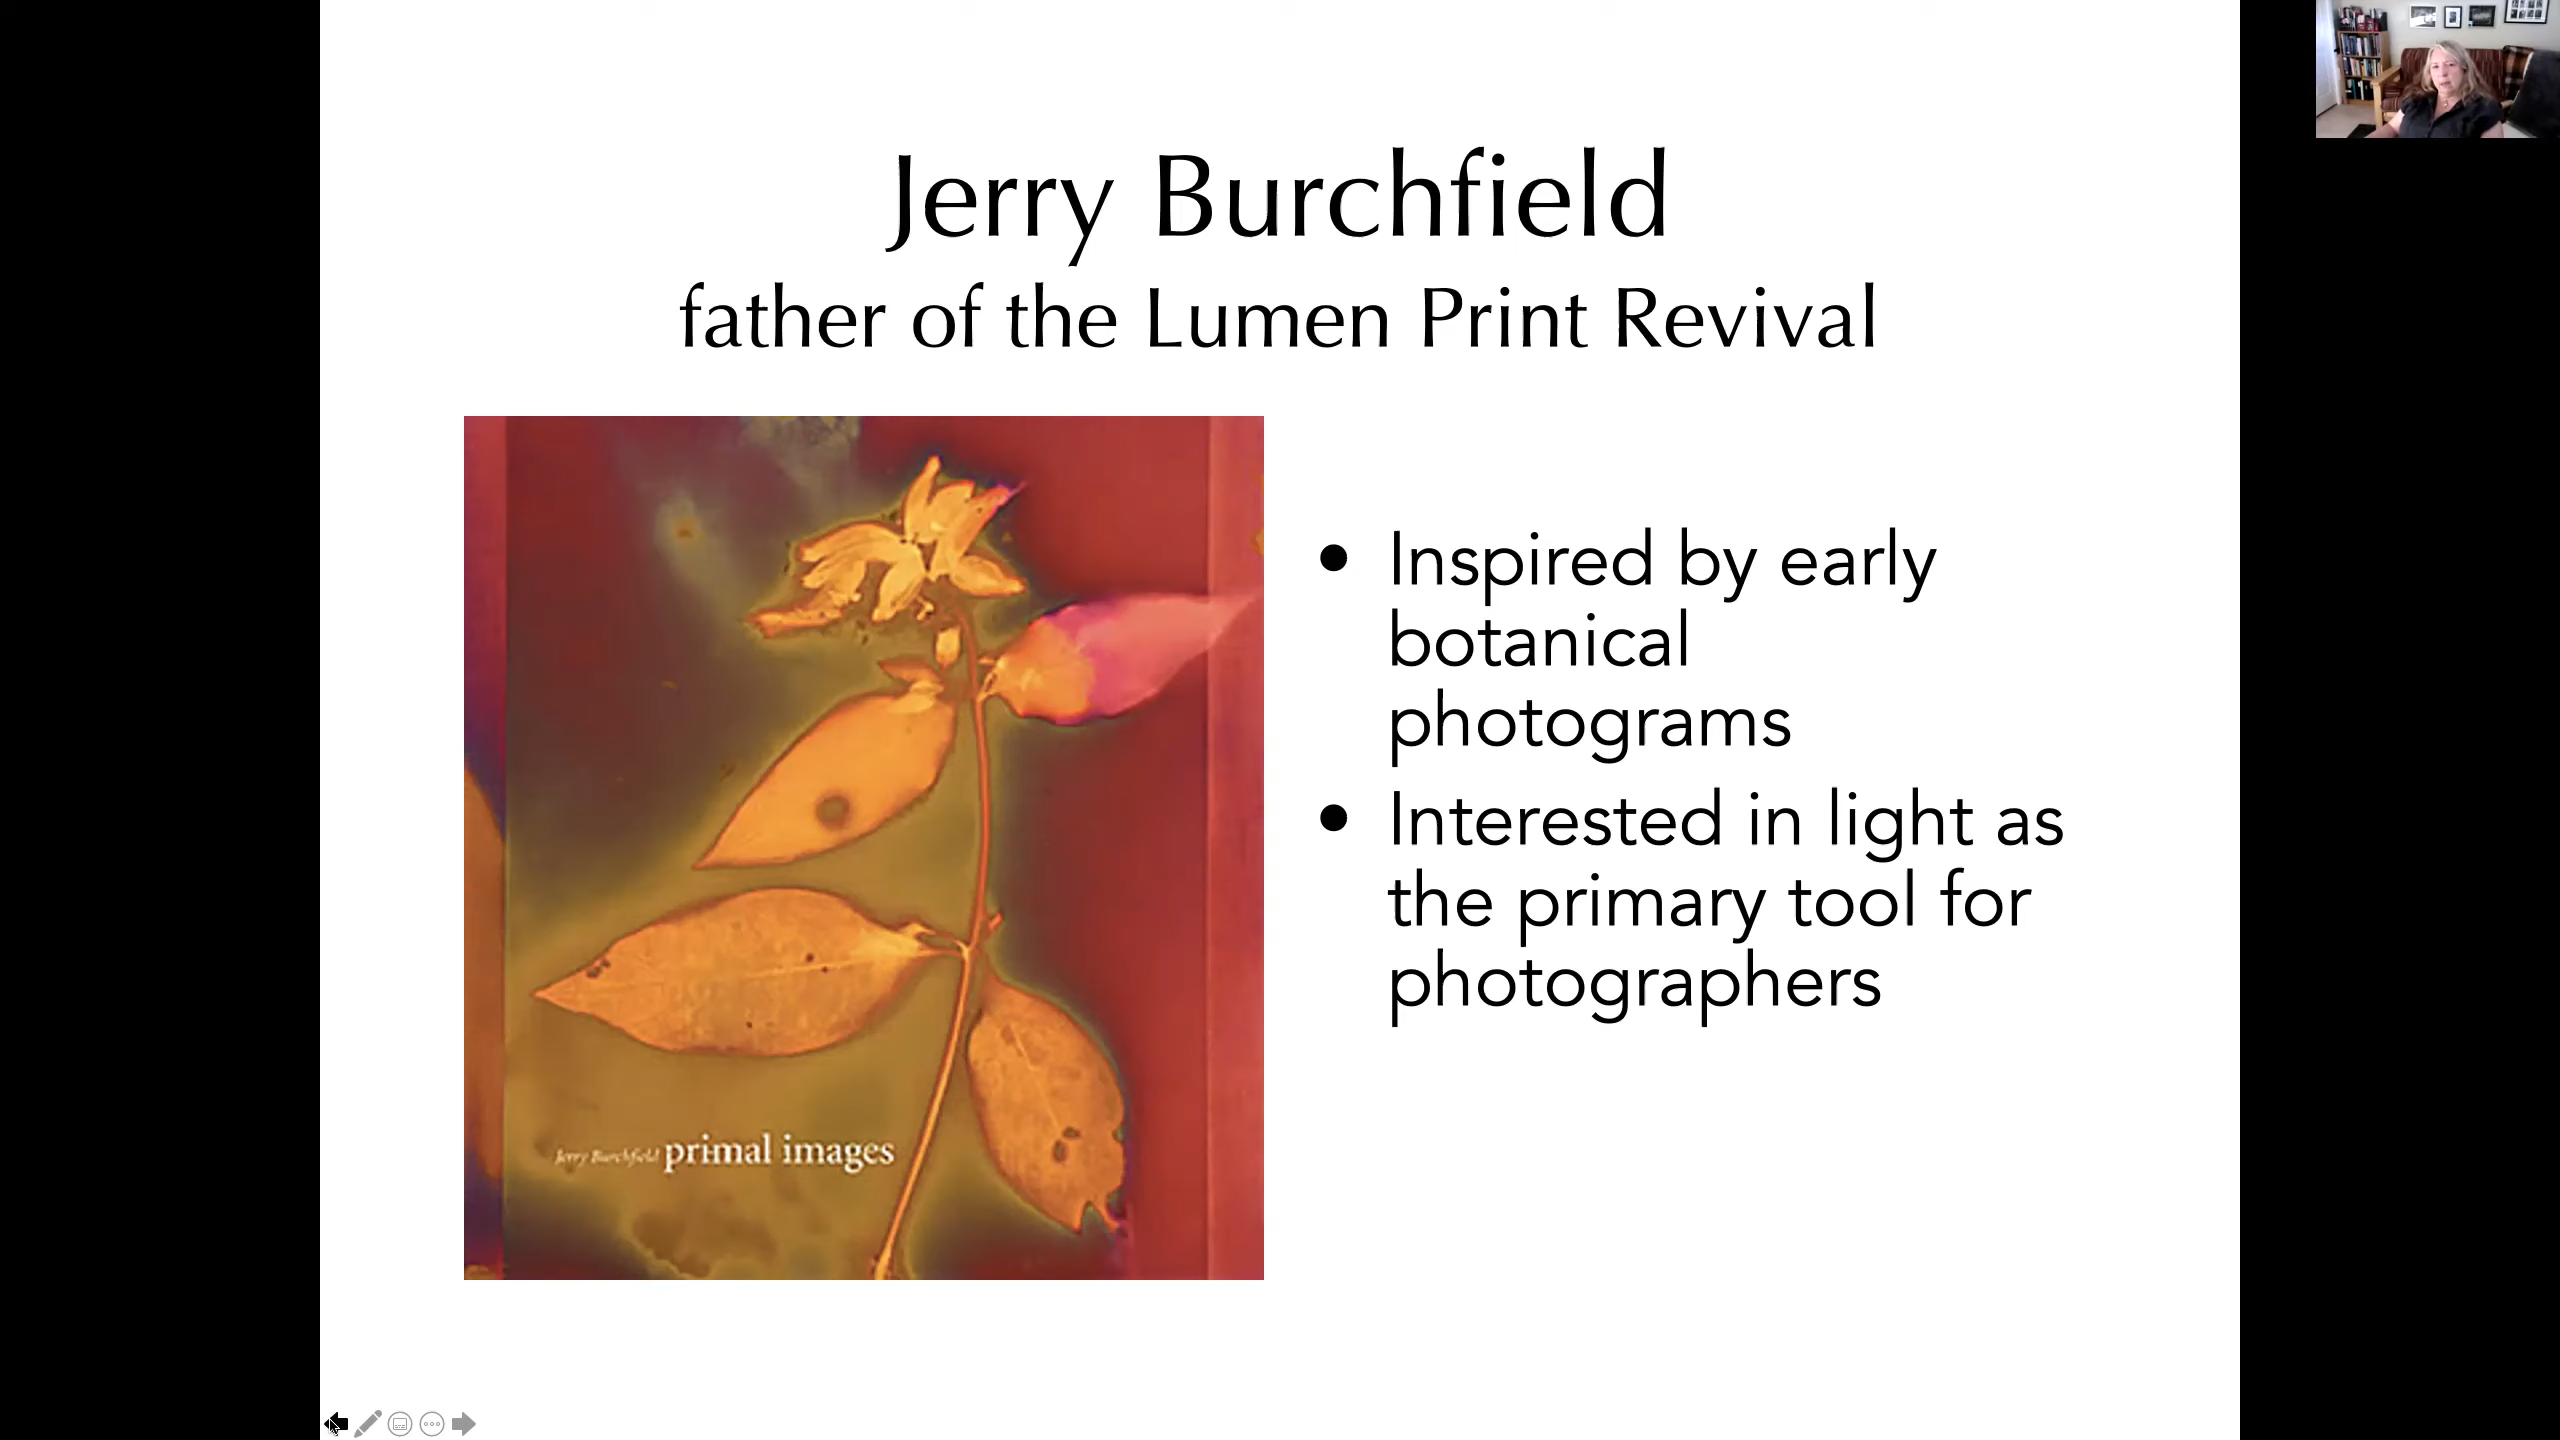 Jerry Burchfield
father of the Lumen Print Revival
• Inspired by early
botanical
photograms
• Interested in light as
the primary tool for
photographers
Jerry Burchfield primal images